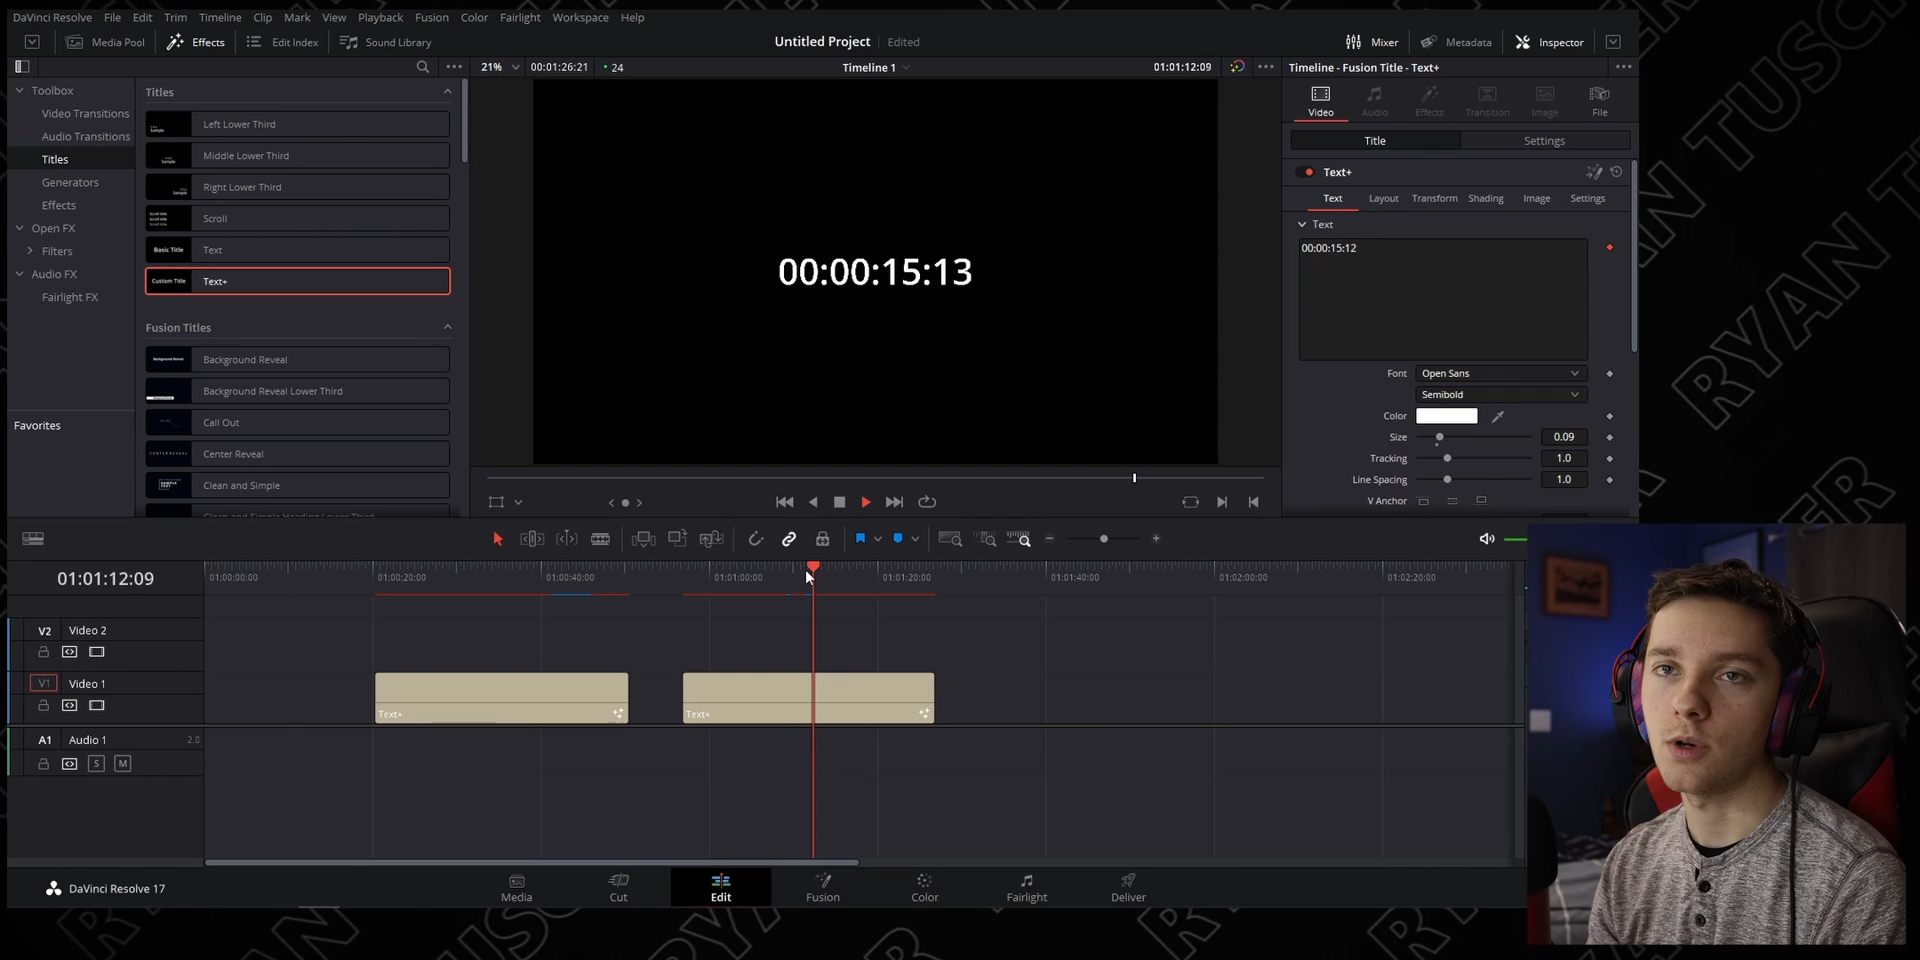 DaVinci Resolve File Edit Trim Timeline Clip Mark View Playback Fusion Color Fairlight Workspace Help
Media Pool Effects Edit Index Sound Library Untitled Project Edited Mixer Metadata Inspector
21% 00:01:26:21 24 Timeline 1 01:01:12:09 Timeline - Fusion Title - Text+
Toolbox
Video Transitions
Audio Transitions
Titles
Generators
Effects
Open FX
Filters
Audio FX
Fairlight FX
Favorites
Titles
Left Lower Third
Middle Lower Third
Right Lower Third
Scroll
Basic Title Text
Custom Title Text+
Fusion Titles
Background Reveal
Background Reveal Lower Third
Call Out
CENTER REVEAL Center Reveal
Clean and Simple
Clean and Simple Heading Lower Third
00:00:15:13
Video Audio Effects Transition Image File
Title Settings
Text+
Text Layout Transform Shading Image Settings
Text
00:00:15:12
Font Open Sans
Semibold
Color
Size 0.09
Tracking 1.0
Line Spacing 1.0
V Anchor
01:01:12:09
01:00:00:00 01:00:20:00 01:00:40:00 01:01:00:00 01:01:20:00 01:01:40:00 01:02:00:00 01:02:20:00
V2 Video 2
V1 Video 1
Text+ Text+
A1 Audio 1 2.0
S M
DaVinci Resolve 17
Media Cut Edit Fusion Color Fairlight Deliver
RYAN TUSCHER